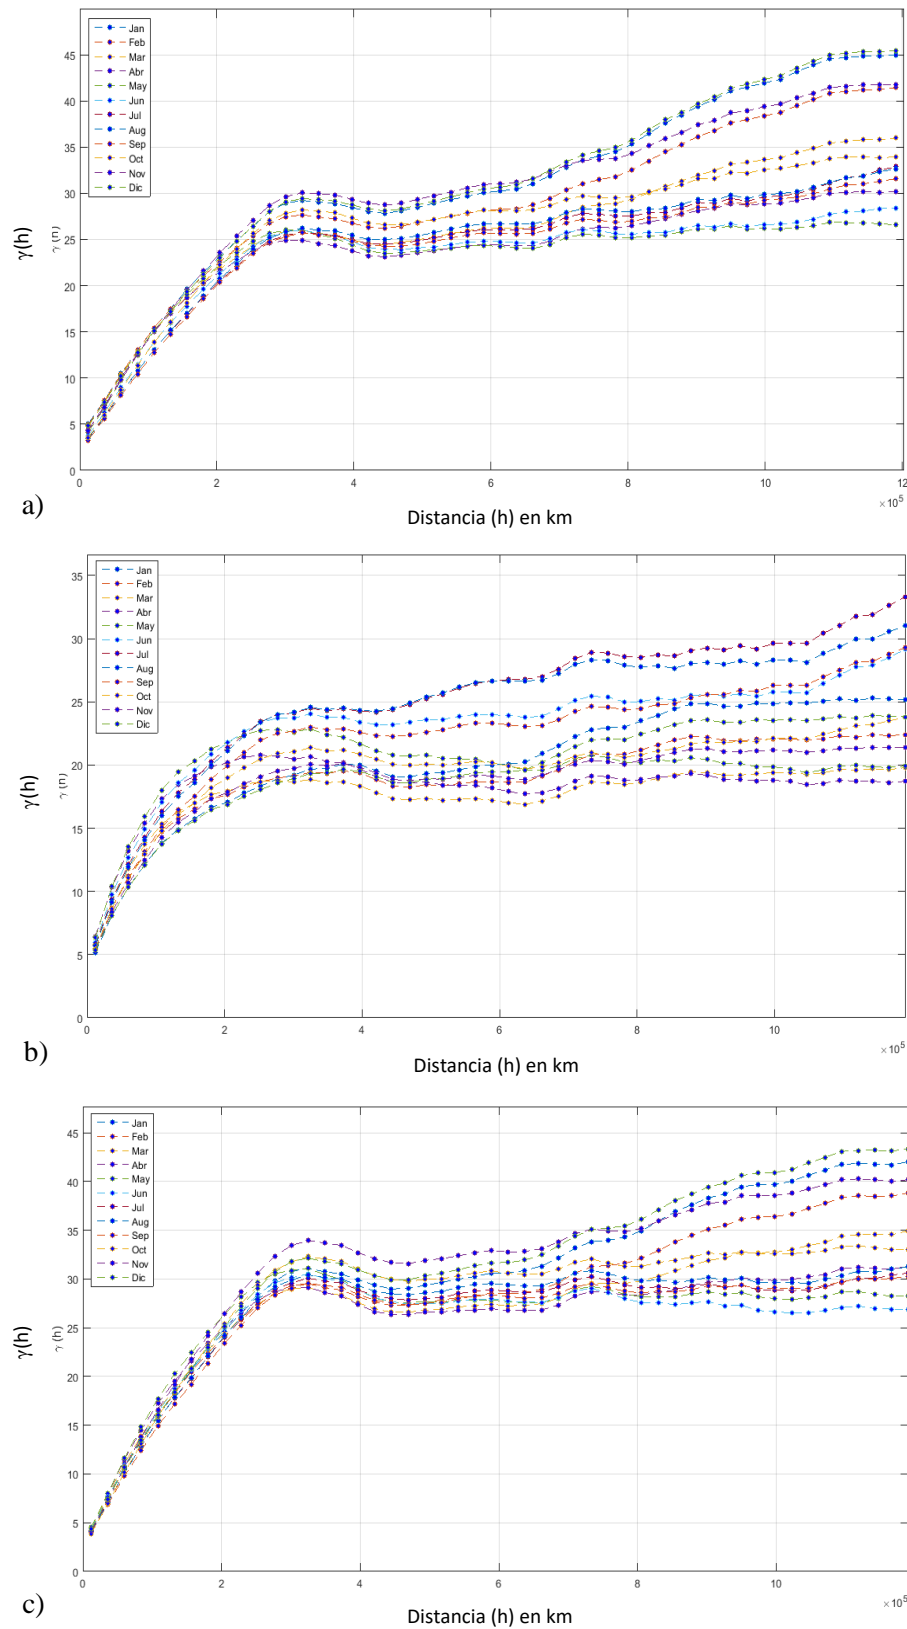 45
40
35
30
25
20
15
10
5
0
Jan
Feb
Mar
Abr
May
Jun
Jul
Aug
Sep
Oct
Nov
Dic
γ(h)
γ(h)
0 2 4 6 8 10 12
×10⁵
a)
Distancia (h) en km
35
30
25
20
15
10
5
0
Jan
Feb
Mar
Abr
May
Jun
Jul
Aug
Sep
Oct
Nov
Dic
γ(h)
γ(h)
0 2 4 6 8 10
×10⁵
b)
Distancia (h) en km
45
40
35
30
25
20
15
10
5
0
Jan
Feb
Mar
Abr
May
Jun
Jul
Aug
Sep
Oct
Nov
Dic
γ(h)
γ(h)
0 2 4 6 8 10
×10⁵
c)
Distancia (h) en km